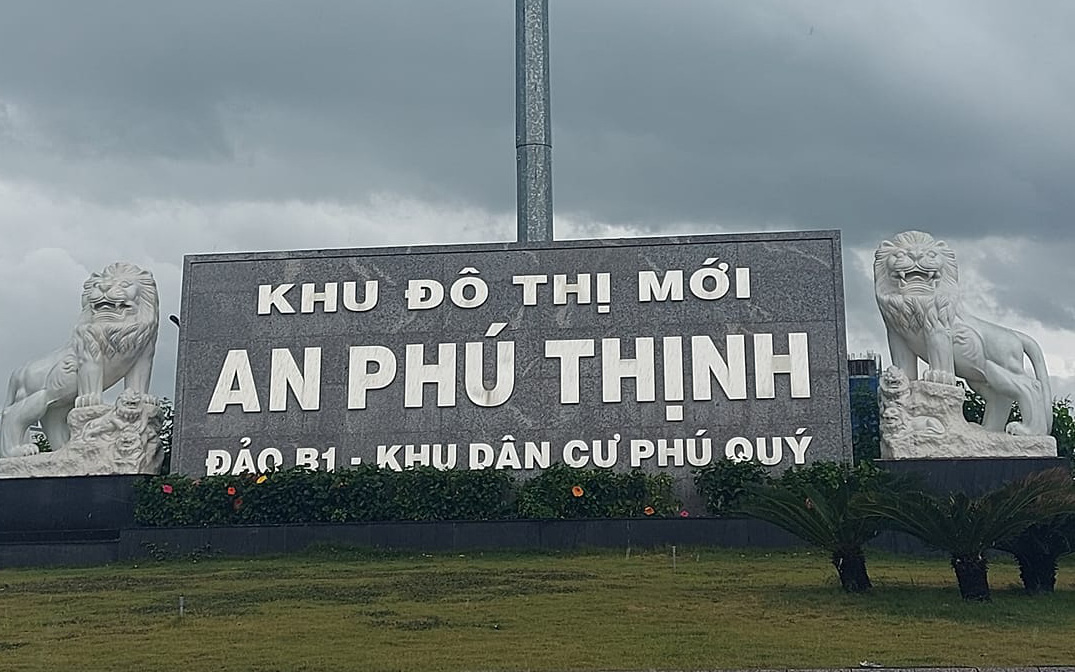 KHU ĐÔ THỊ MỚI
AN PHÚ THỊNH
ĐẢO B1 - KHU DÂN CƯ PHÚ QUÝ